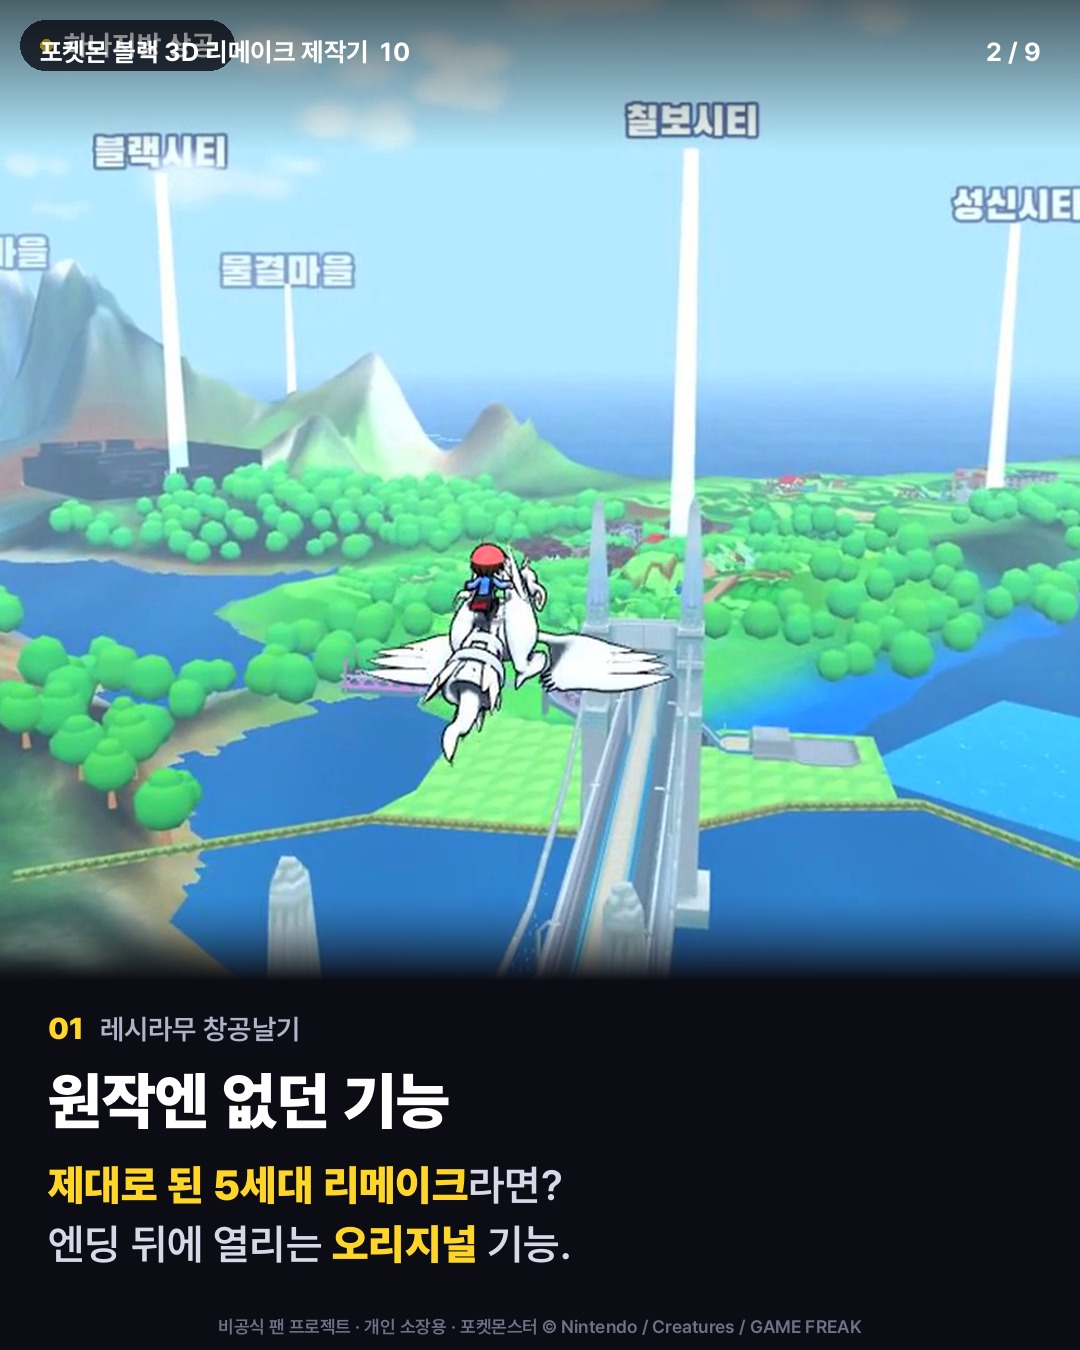 포켓몬 블랙 3D 리메이크 제작기 10
2 / 9
칠보시티
블랙시티
성신시티
마을
물결마을
01 레시라무 창공날기
원작엔 없던 기능
제대로 된 5세대 리메이크라면?
엔딩 뒤에 열리는 오리지널 기능.
비공식 팬 프로젝트 · 개인 소장용 · 포켓몬스터 © Nintendo / Creatures / GAME FREAK